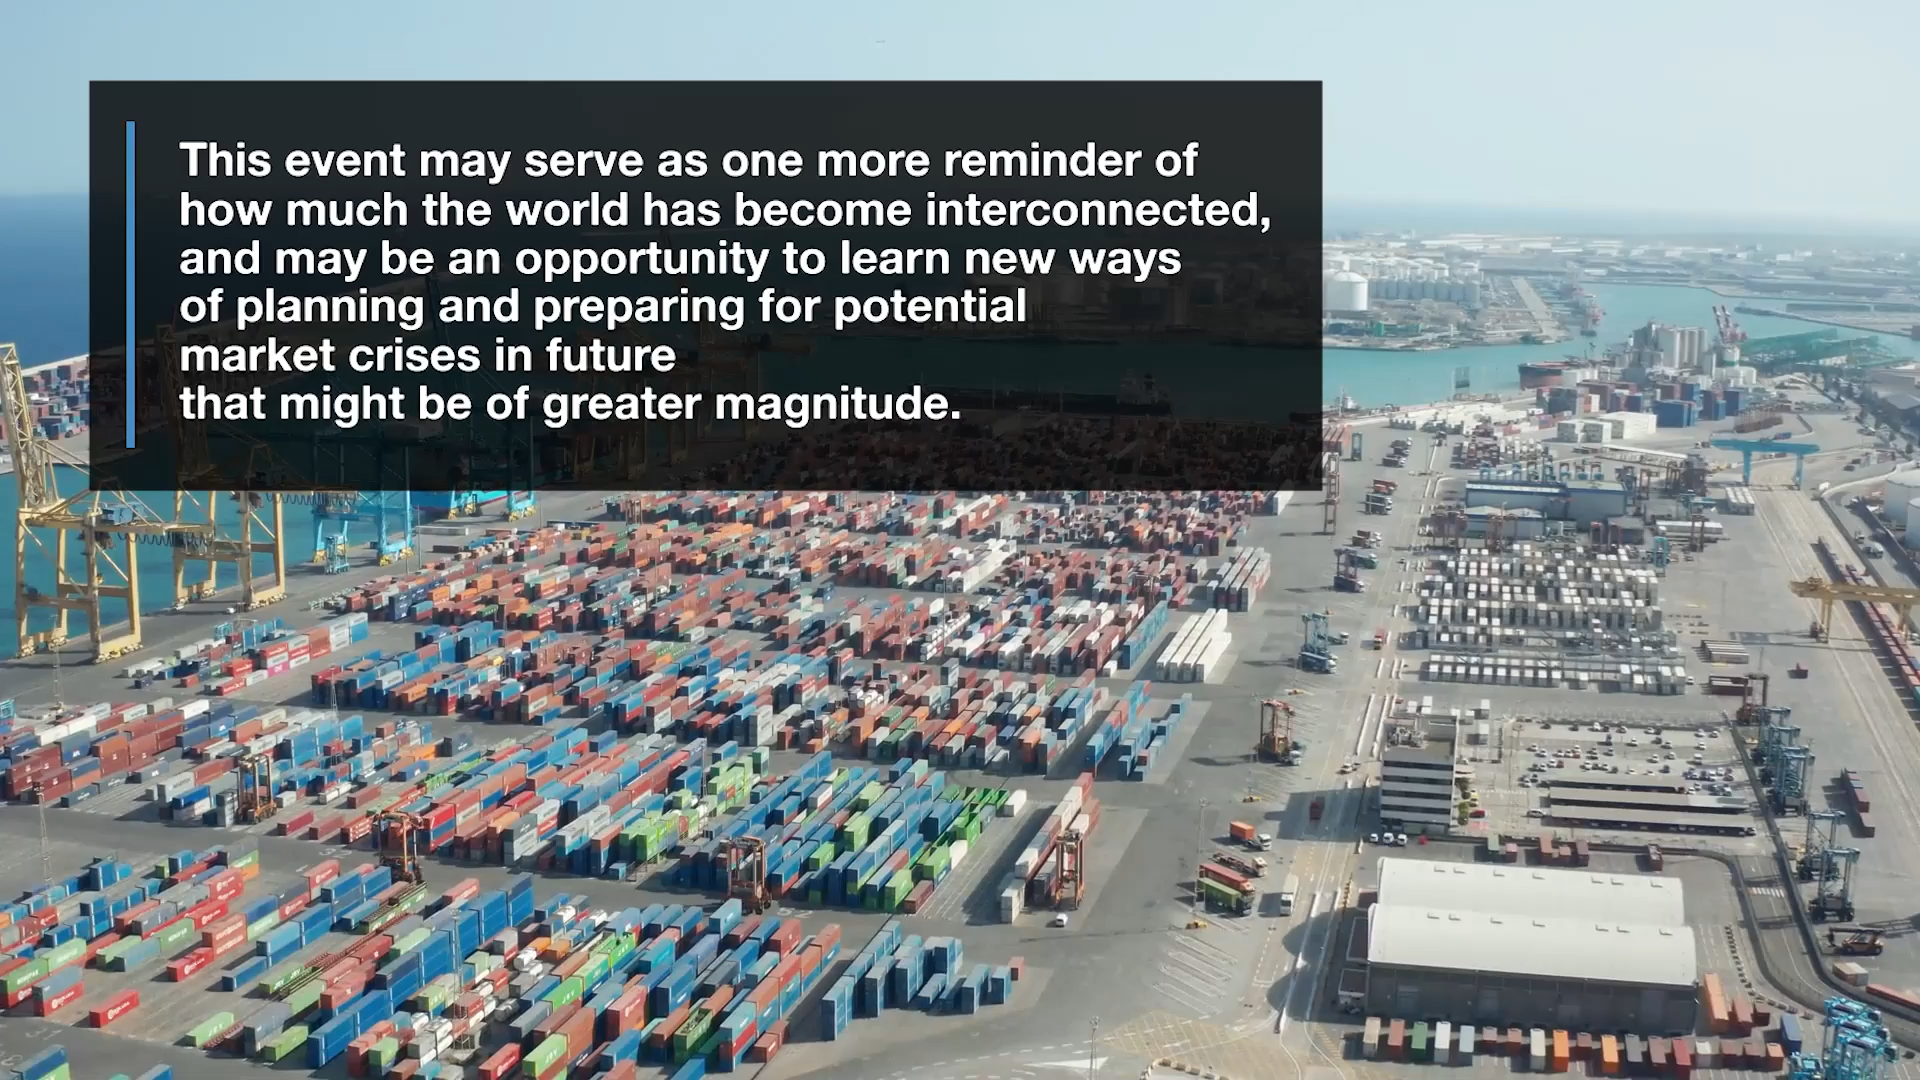 This event may serve as one more reminder of
how much the world has become interconnected,
and may be an opportunity to learn new ways
of planning and preparing for potential
market crises in future
that might be of greater magnitude.